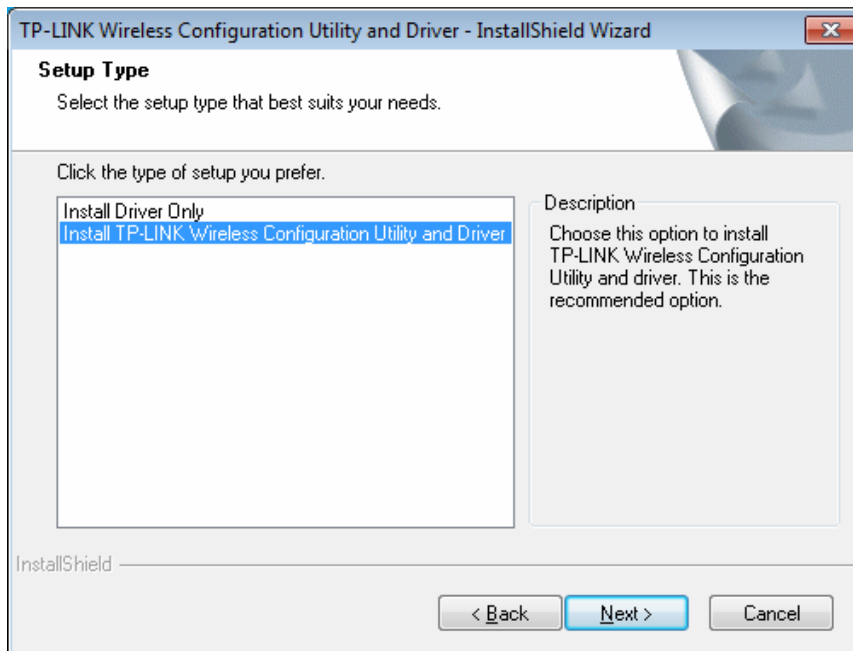 TP-LINK Wireless Configuration Utility and Driver - InstallShield Wizard
Setup Type
Select the setup type that best suits your needs.
Click the type of setup you prefer.
Install Driver Only
Install TP-LINK Wireless Configuration Utility and Driver
Description
Choose this option to install
TP-LINK Wireless Configuration
Utility and driver. This is the
recommended option.
InstallShield
< Back
Next >
Cancel